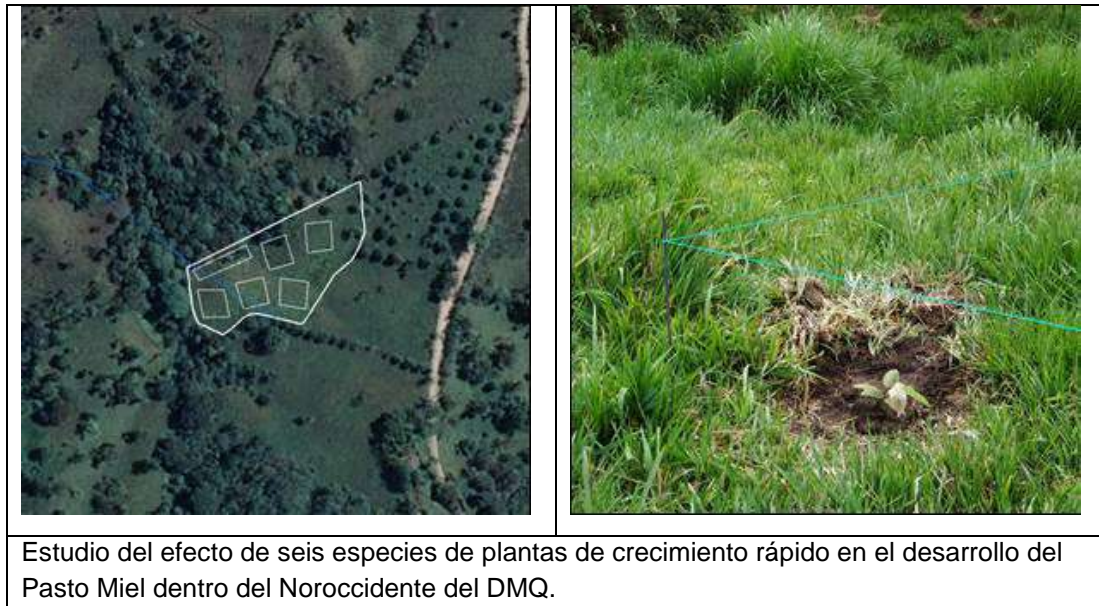 Estudio del efecto de seis especies de plantas de crecimiento rápido en el desarrollo del
Pasto Miel dentro del Noroccidente del DMQ.